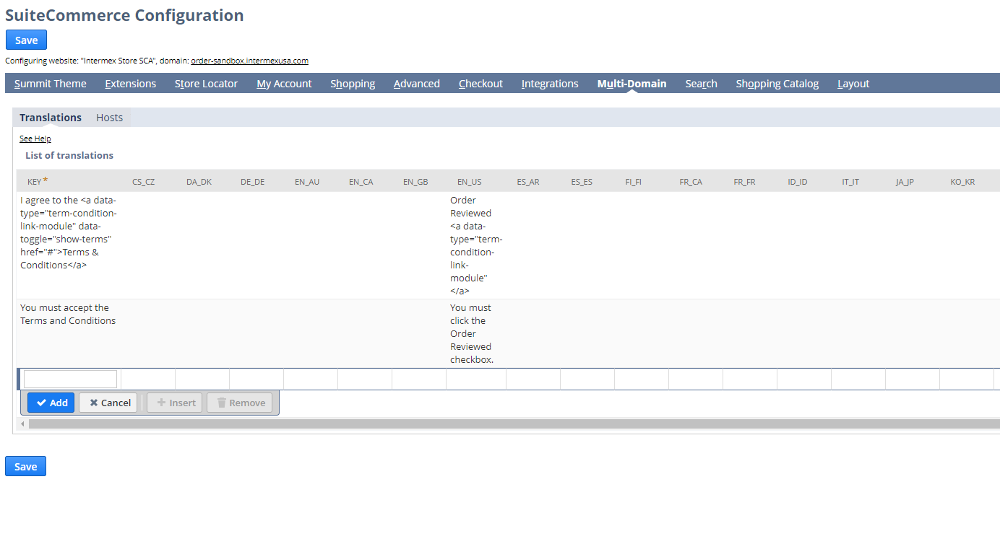 SuiteCommerce Configuration
Save
Configuring website: "Intermex Store SCA", domain: order-sandbox.intermexusa.com
Summit Theme Extensions Store Locator My Account Shopping Advanced Checkout Integrations Multi-Domain Search Shopping Catalog Layout
Translations Hosts
See Help
List of translations
KEY* CS_CZ DA_DK DE_DE EN_AU EN_CA EN_GB EN_US ES_AR ES_ES FI_FI FR_CA FR_FR ID_ID IT_IT JA_JP KO_KR
I agree to the <a data-
type="term-condition-
link-module" data-
toggle="show-terms"
href="#">Terms &
Conditions</a>
Order
Reviewed
<a data-
type="term-
condition-
link-
module"
</a>
You must accept the
Terms and Conditions
You must
click the
Order
Reviewed
checkbox.
Add Cancel Insert Remove
Save